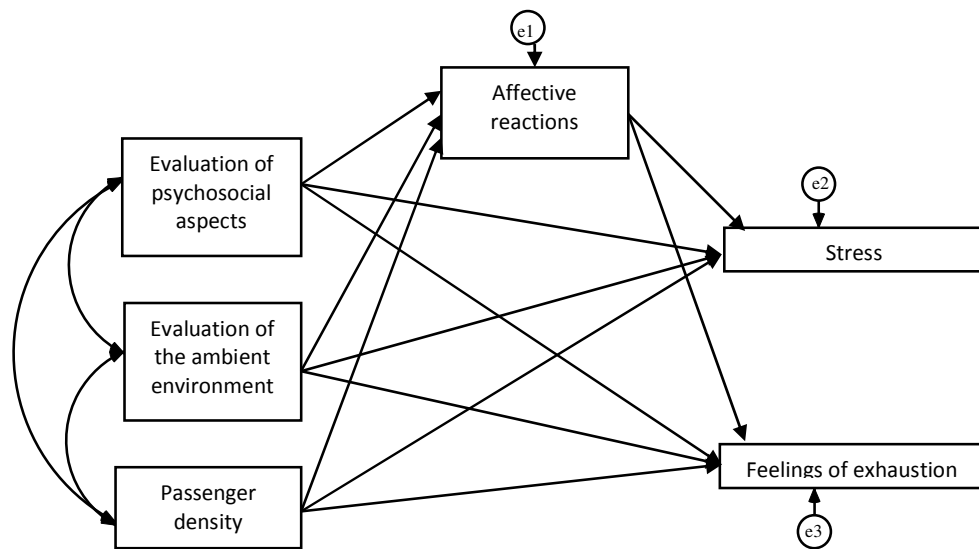 e1
Affective
reactions
Evaluation of
psychosocial
aspects
e2
Stress
Evaluation of
the ambient
environment
Passenger
density
Feelings of exhaustion
e3